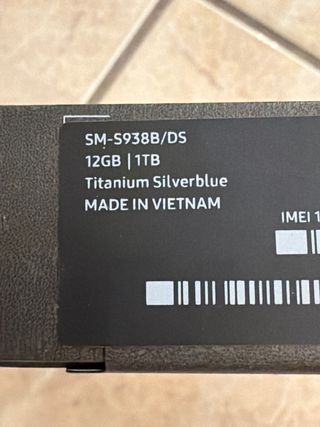 SM-S938B/DS
12GB | 1TB
Titanium Silverblue
MADE IN VIETNAM
IMEI 1